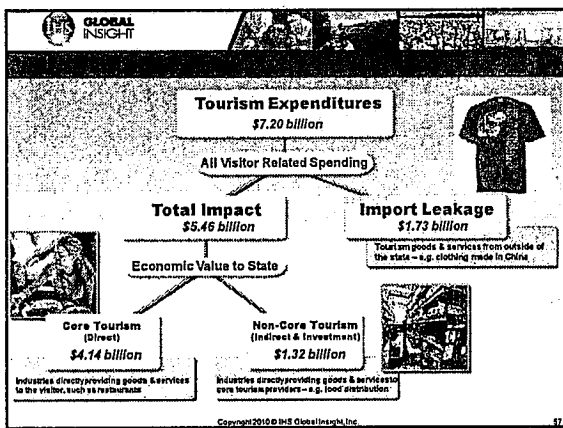 GLOBAL
INSIGHT
Tourism Expenditures
$7.20 billion
All Visitor Related Spending
Total Impact
$5.46 billion
Import Leakage
$1.73 billion
Tourism goods & services from outside of
the state – e.g. clothing made in China
Economic Value to State
Core Tourism
(Direct)
$4.14 billion
Non-Core Tourism
(Indirect & Investment)
$1.32 billion
Industries directly providing goods & services
to the visitor, such as restaurants
Industries directly providing goods & services to
core tourism providers – e.g. food distribution
Copyright 2010 © IHS Global Insight, Inc.
57